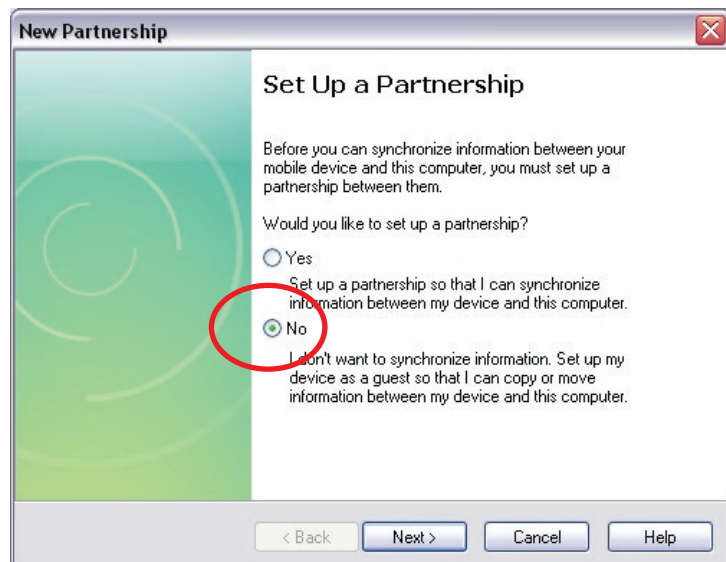 New Partnership
Set Up a Partnership
Before you can synchronize information between your
mobile device and this computer, you must set up a
partnership between them.
Would you like to set up a partnership?
Yes
Set up a partnership so that I can synchronize
information between my device and this computer.
No
I don't want to synchronize information. Set up my
device as a guest so that I can copy or move
information between my device and this computer.
< Back Next > Cancel Help